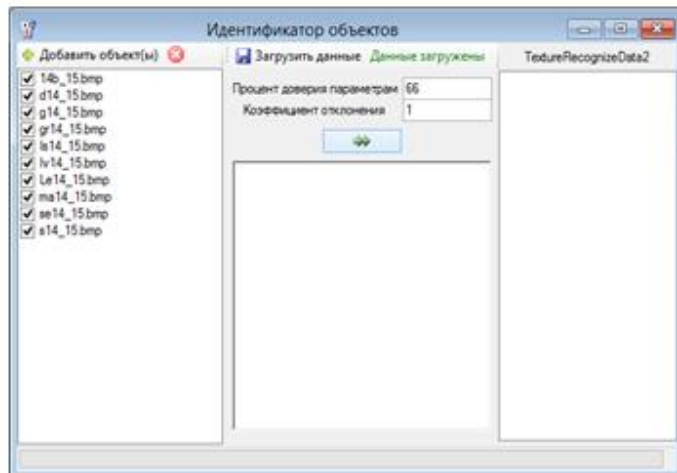 Идентификатор объектов
Добавить объект(ы)
Загрузить данные Данные загружены
TextureRecognizeData2
14b_15.bmp
d14_15.bmp
g14_15.bmp
gr14_15.bmp
ls14_15.bmp
lv14_15.bmp
Le14_15.bmp
ma14_15.bmp
se14_15.bmp
s14_15.bmp
Процент доверия параметрам 66
Коэффициент отклонения 1